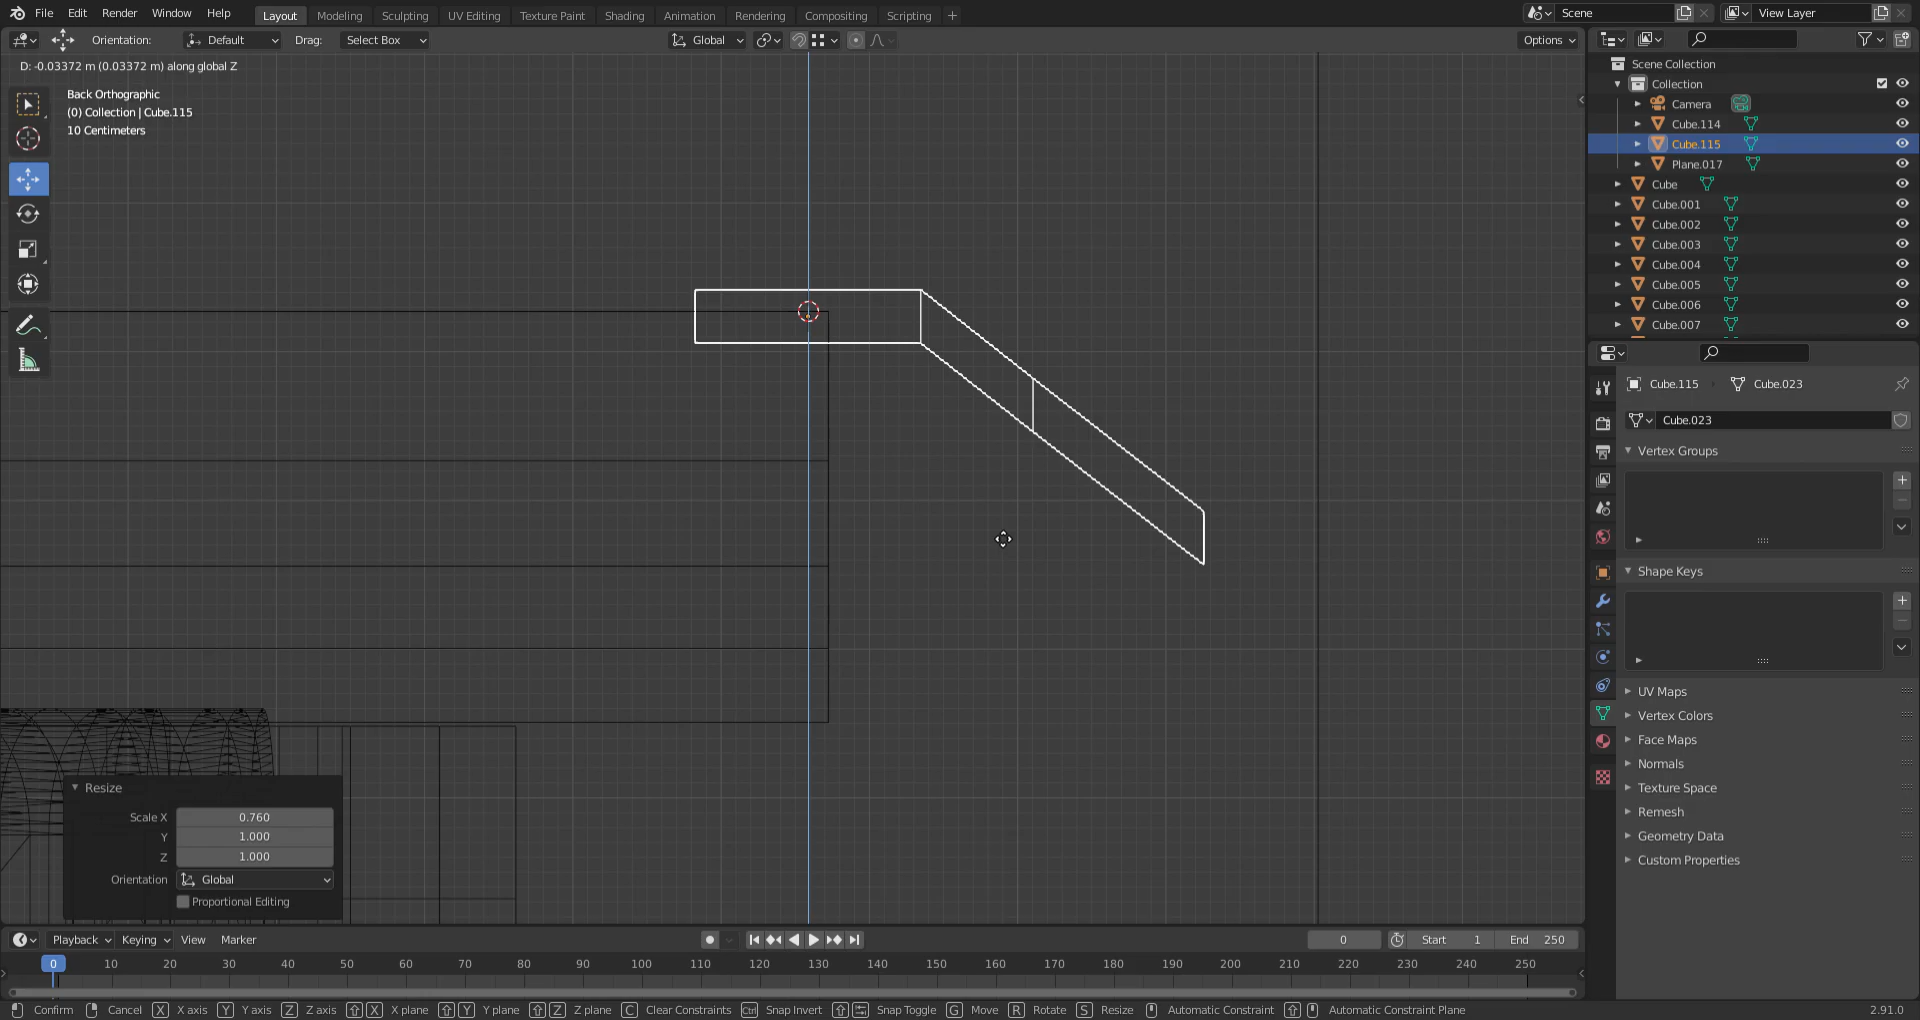 File Edit Render Window Help Layout Modeling Sculpting UV Editing Texture Paint Shading Animation Rendering Compositing Scripting + Scene View Layer
Orientation: Default Drag: Select Box Global Options
D: -0.03372 m (0.03372 m) along global Z
Back Orthographic
(0) Collection | Cube.115
10 Centimeters
Scene Collection
Collection
Camera
Cube.114
Cube.115
Plane.017
Cube
Cube.001
Cube.002
Cube.003
Cube.004
Cube.005
Cube.006
Cube.007
Cube.115 Cube.023
Cube.023
Vertex Groups
Shape Keys
UV Maps
Vertex Colors
Face Maps
Normals
Texture Space
Remesh
Geometry Data
Custom Properties
Resize
Scale X 0.760
Y 1.000
Z 1.000
Orientation Global
Proportional Editing
Playback Keying View Marker 0 Start 1 End 250
0 10 20 30 40 50 60 70 80 90 100 110 120 130 140 150 160 170 180 190 200 210 220 230 240 250
Confirm Cancel X X axis Y Y axis Z Z axis X X plane Y Y plane Z Z plane C Clear Constraints Ctrl Snap Invert Snap Toggle G Move R Rotate S Resize Automatic Constraint Automatic Constraint Plane 2.91.0